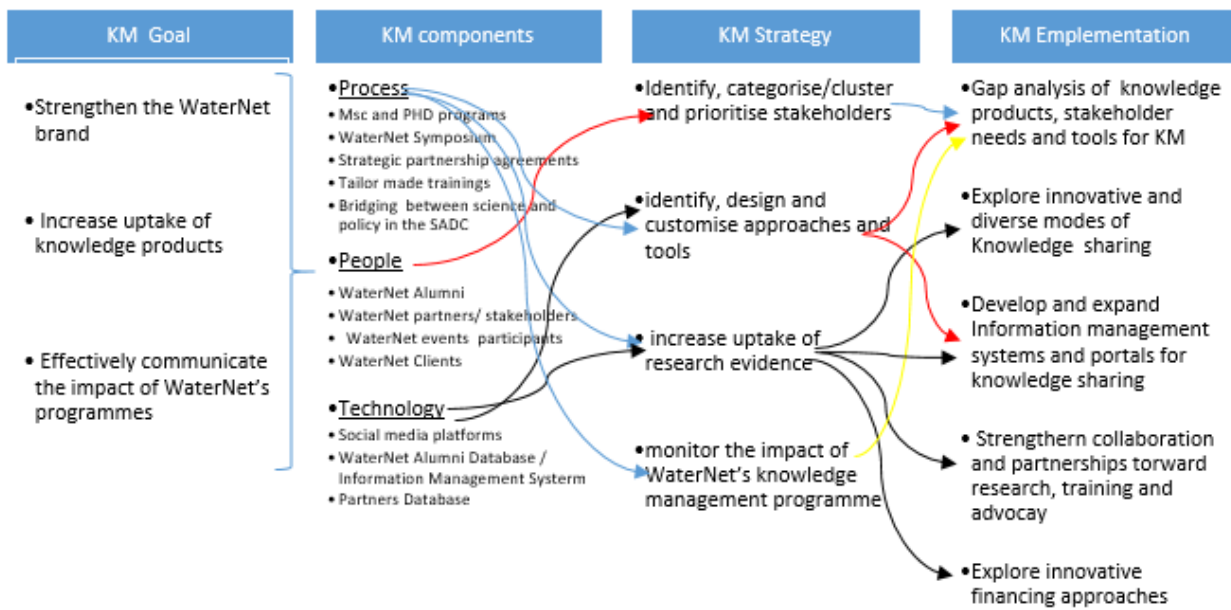 KM Goal
•Strengthen the WaterNet
brand
• Increase uptake of
knowledge products
• Effectively communicate
the impact of WaterNet's
programmes
KM components
•Process
• Msc and PHD programs
• WaterNet Symposium
• Strategic partnership agreements
• Tailor made trainings
• Bridging between science and
policy in the SADC
•People
• WaterNet Alumni
• WaterNet partners/ stakeholders
• WaterNet events participants
• WaterNet Clients
•Technology
• Social media platforms
• WaterNet Alumni Database /
Information Management Systerm
• Partners Database
KM Strategy
•Identify, categorise/cluster
and prioritise stakeholders
•identify, design and
customise approaches and
tools
• increase uptake of
research evidence
•monitor the impact of
WaterNet's knowledge
management programme
KM Emplementation
•Gap analysis of knowledge
products, stakeholder
needs and tools for KM
•Explore innovative and
diverse modes of
Knowledge sharing
•Develop and expand
Information management
systems and portals for
knowledge sharing
• Strengthern collaboration
and partnerships torward
research, training and
advocay
•Explore innovative
financing approaches